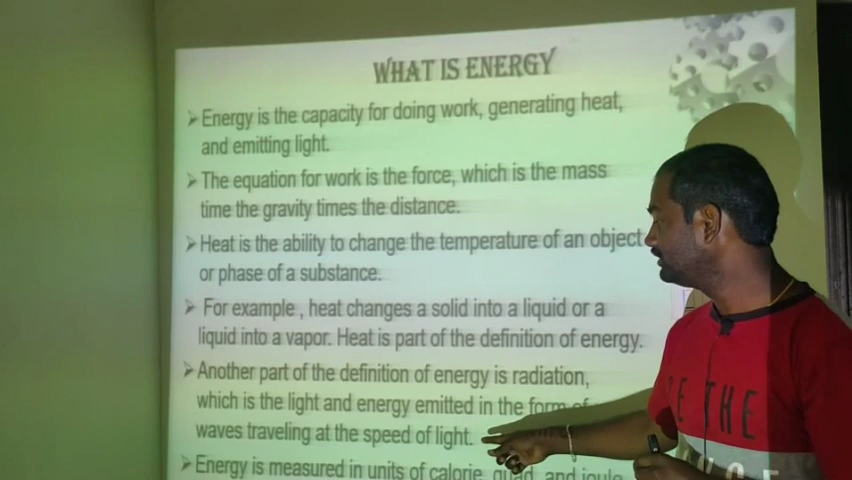 WHAT IS ENERGY
➢ Energy is the capacity for doing work, generating heat,
and emitting light.
➢ The equation for work is the force, which is the mass
time the gravity times the distance.
➢ Heat is the ability to change the temperature of an object
or phase of a substance.
➢ For example , heat changes a solid into a liquid or a
liquid into a vapor. Heat is part of the definition of energy.
➢ Another part of the definition of energy is radiation,
which is the light and energy emitted in the form of
waves traveling at the speed of light.
➢ Energy is measured in units of calorie, quad, and joule
THE